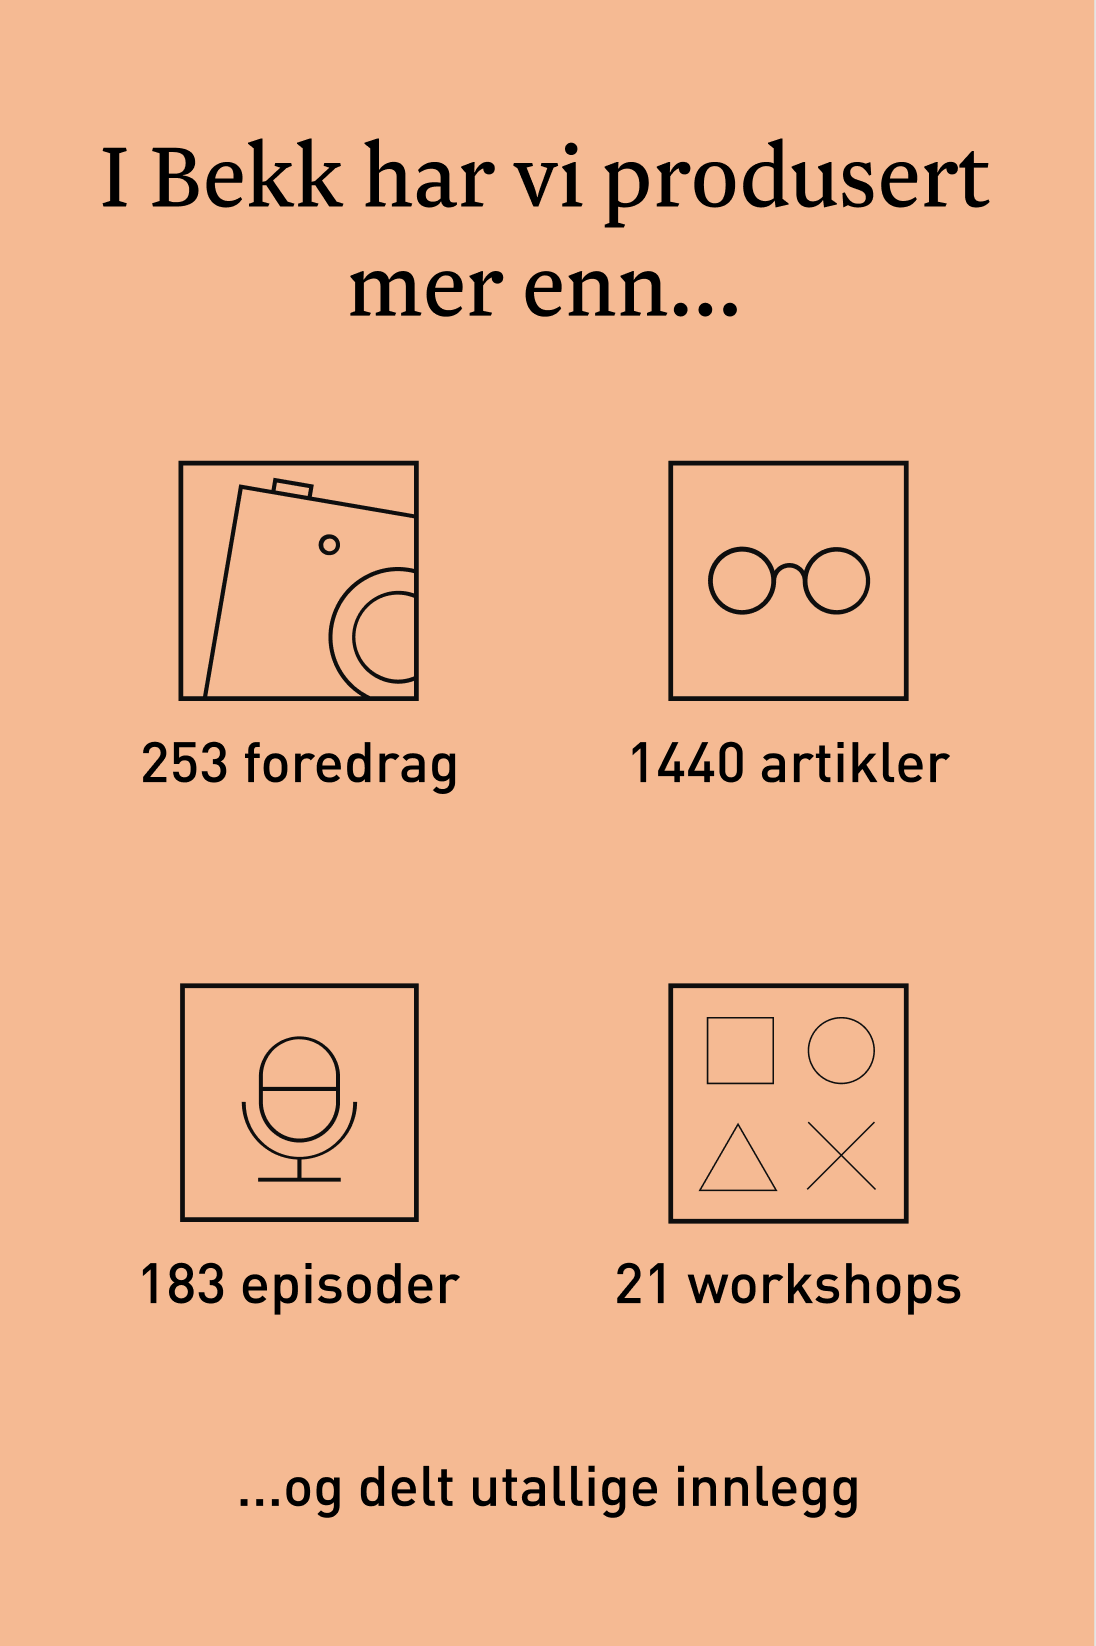 I Bekk har vi produsert
mer enn...
253 foredrag
1440 artikler
183 episoder
21 workshops
...og delt utallige innlegg